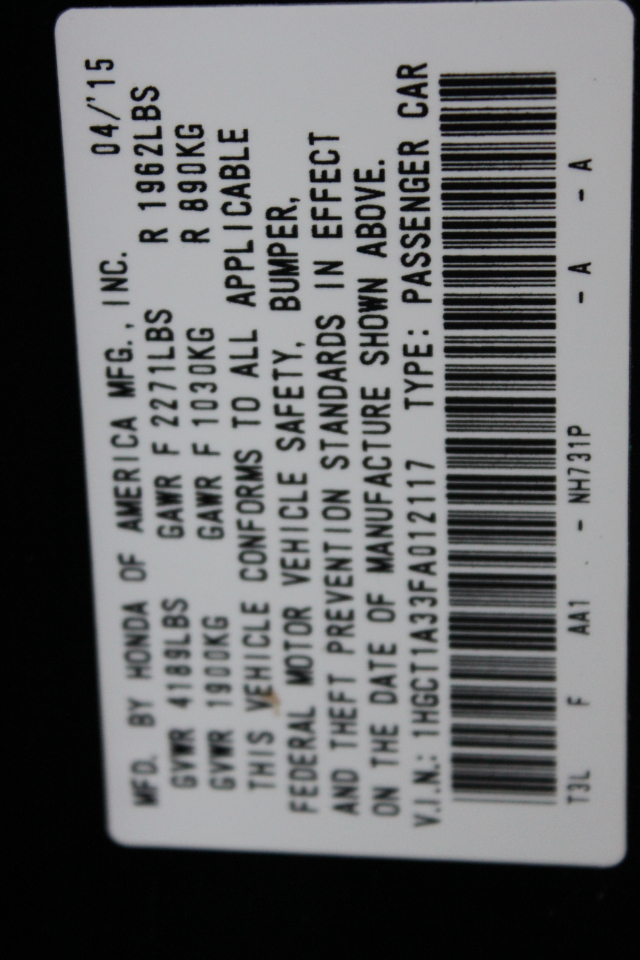 MFD. BY HONDA OF AMERICA MFG., INC. 04/'15
GVWR 4189LBS GAWR F 2271LBS R 1962LBS
GVWR 1900KG GAWR F 1030KG R 890KG
THIS VEHICLE CONFORMS TO ALL APPLICABLE
FEDERAL MOTOR VEHICLE SAFETY, BUMPER,
AND THEFT PREVENTION STANDARDS IN EFFECT
ON THE DATE OF MANUFACTURE SHOWN ABOVE.
V.I.N.: 1HGCT1A33FA012117 TYPE: PASSENGER CAR
T3L F AA1 - NH731P - A - A